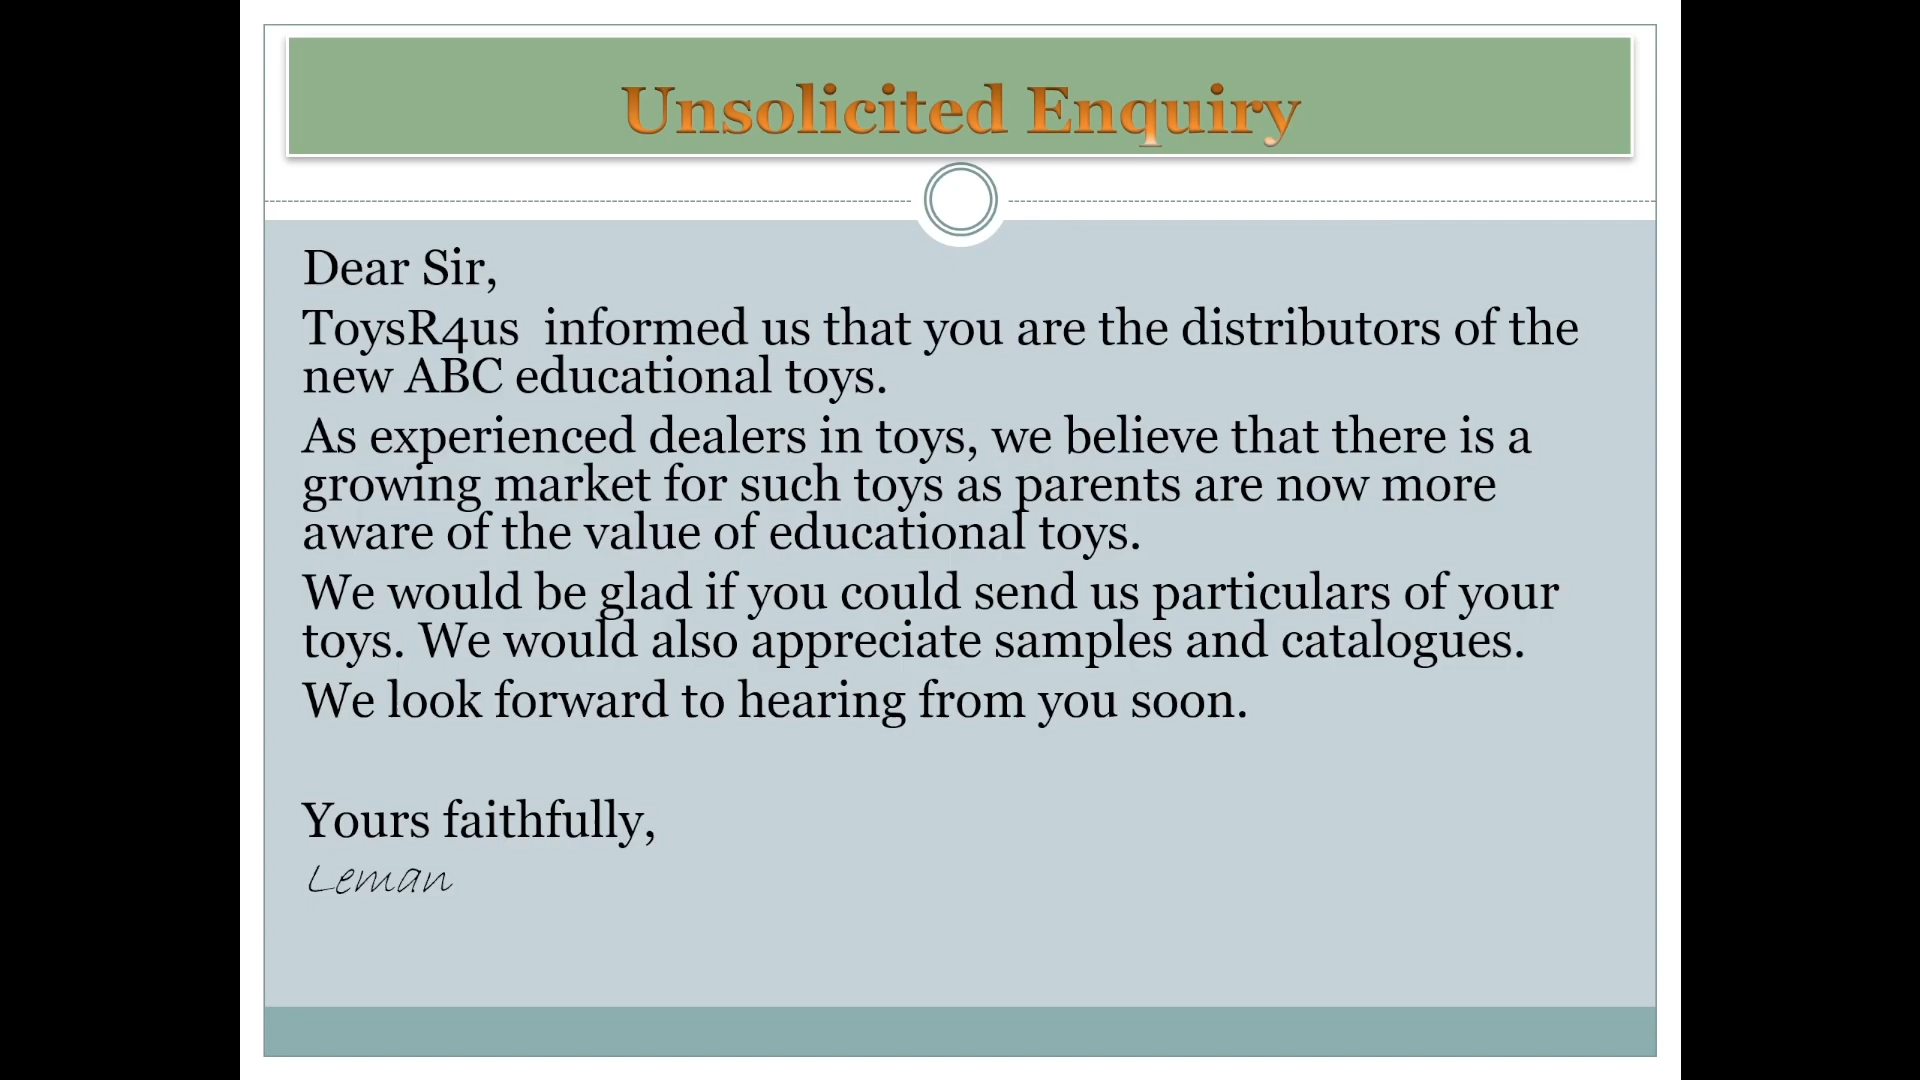 Unsolicited Enquiry
Dear Sir,
ToysR4us informed us that you are the distributors of the
new ABC educational toys.
As experienced dealers in toys, we believe that there is a
growing market for such toys as parents are now more
aware of the value of educational toys.
We would be glad if you could send us particulars of your
toys. We would also appreciate samples and catalogues.
We look forward to hearing from you soon.
Yours faithfully,
Leman